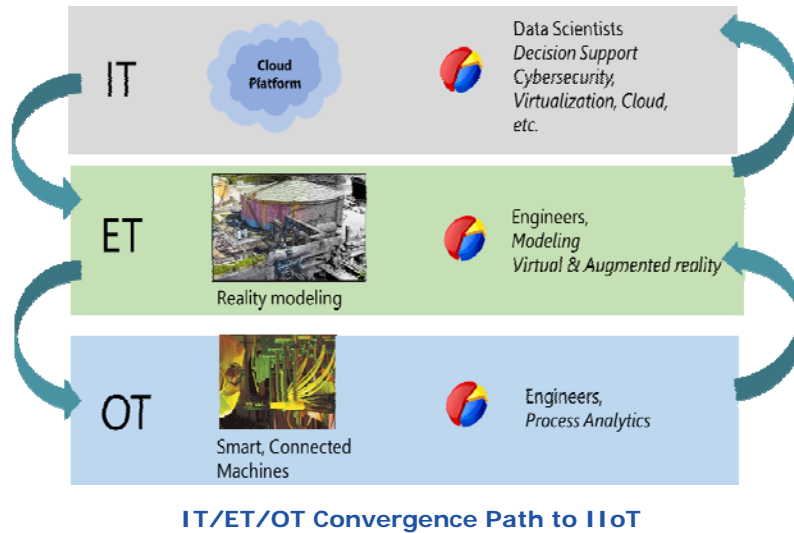 IT
Cloud
Platform
Data Scientists
Decision Support
Cybersecurity,
Virtualization, Cloud,
etc.
ET
Reality modeling
Engineers,
Modeling
Virtual & Augmented reality
OT
Smart, Connected
Machines
Engineers,
Process Analytics
IT/ET/OT Convergence Path to IIoT